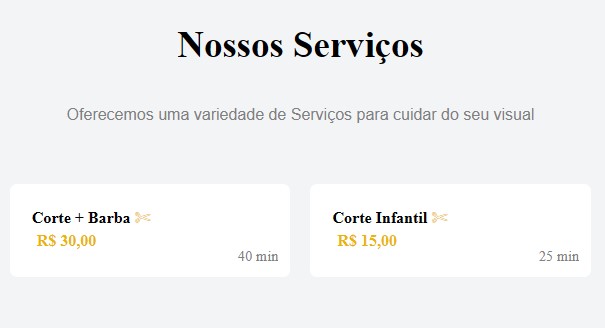 Nossos Serviços
Oferecemos uma variedade de Serviços para cuidar do seu visual
Corte + Barba
R$ 30,00
40 min
Corte Infantil
R$ 15,00
25 min